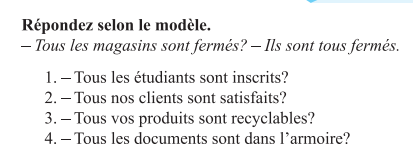 Répondez selon le modèle.
– Tous les magasins sont fermés? – Ils sont tous fermés.
1. – Tous les étudiants sont inscrits?
2. – Tous nos clients sont satisfaits?
3. – Tous vos produits sont recyclables?
4. – Tous les documents sont dans l'armoire?